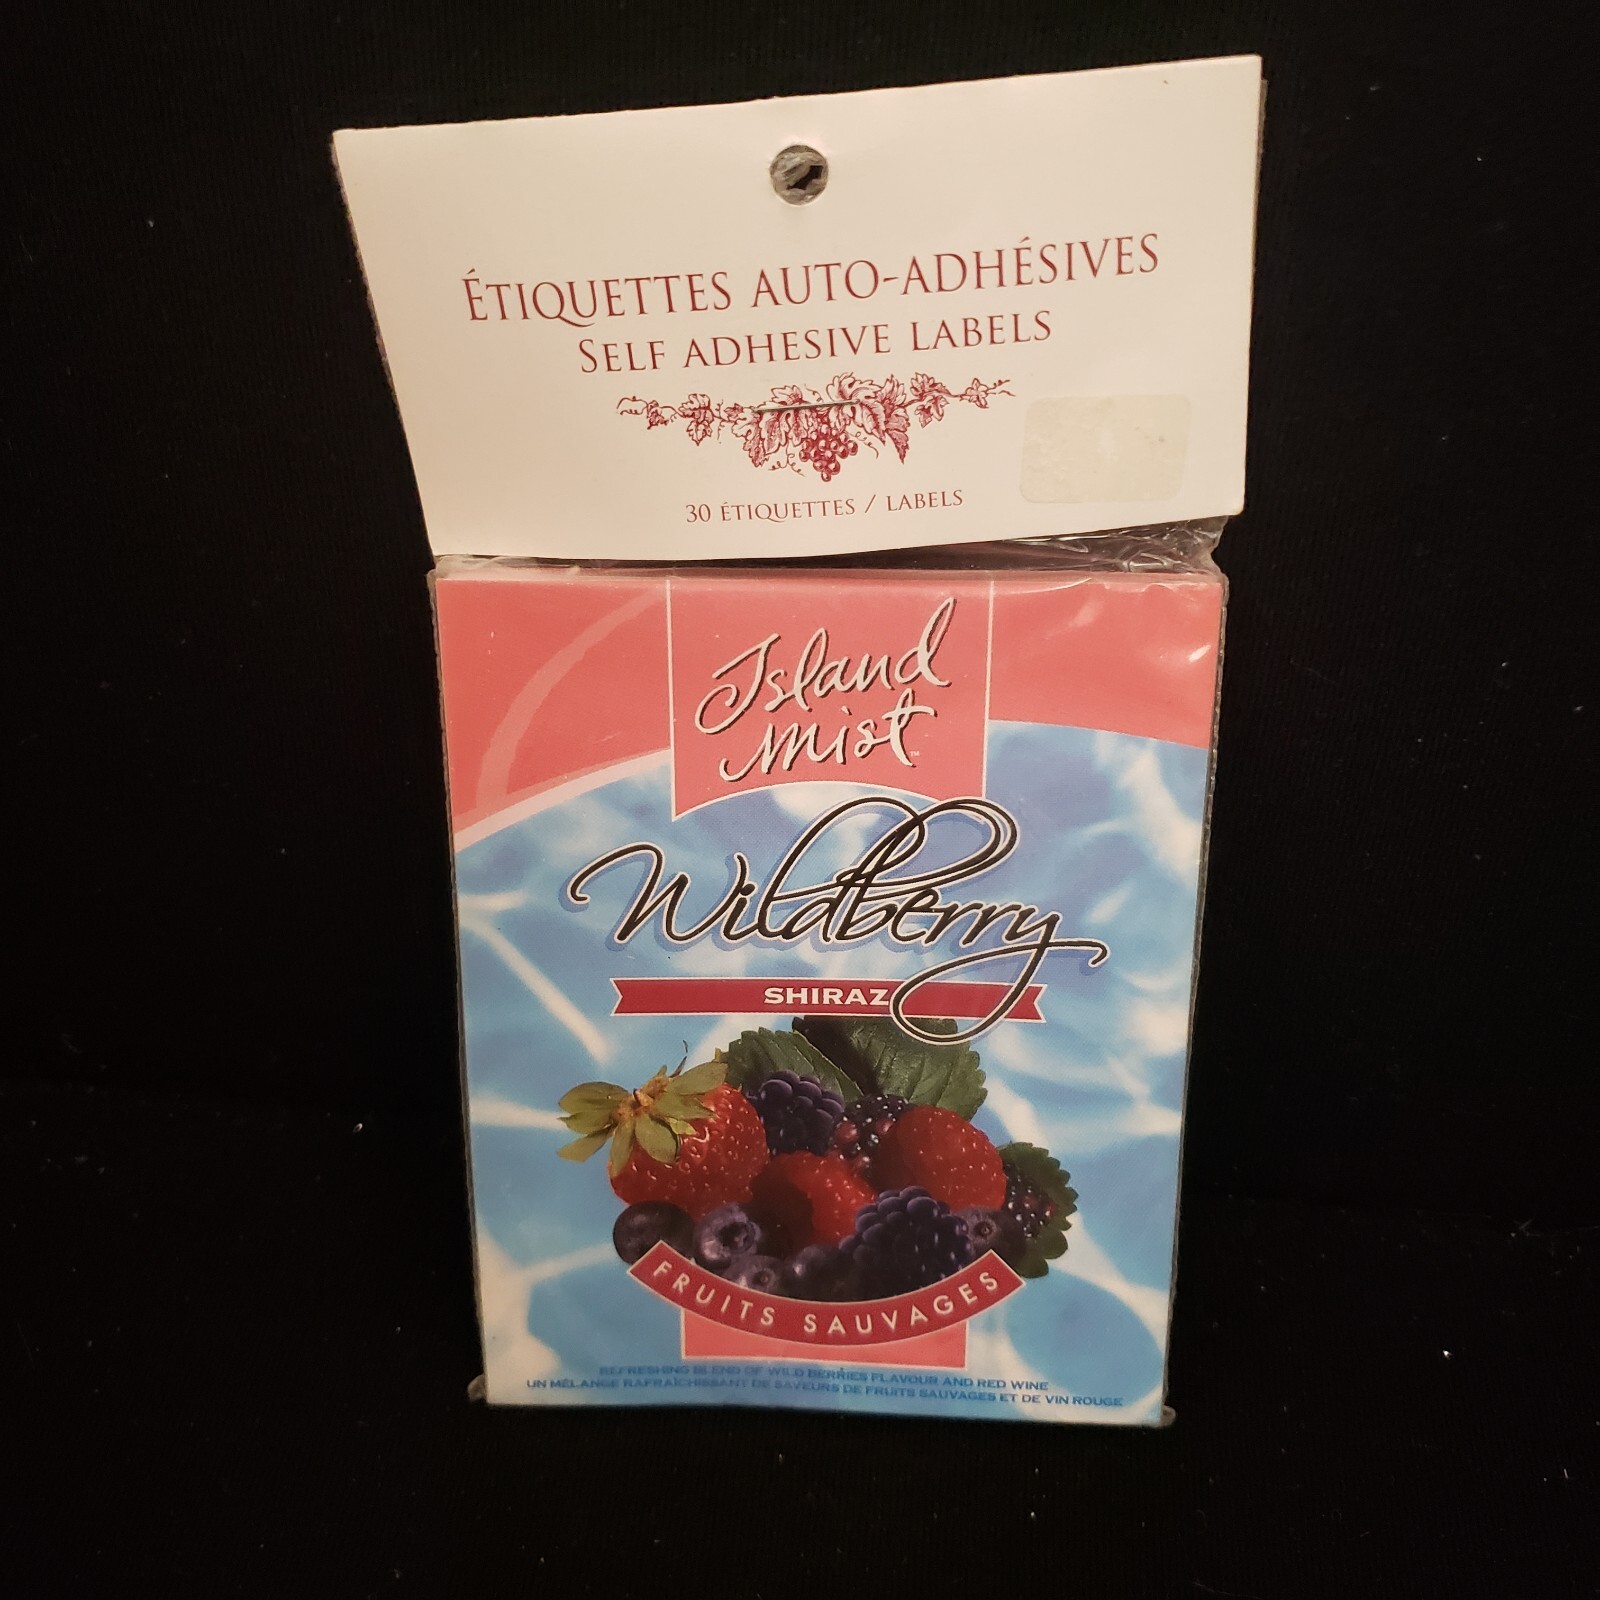 ÉTIQUETTES AUTO-ADHÉSIVES
SELF ADHESIVE LABELS
30 ÉTIQUETTES / LABELS
Island
Mist™
Wildberry
SHIRAZ
FRUITS SAUVAGES
REFRESHING BLEND OF WILD BERRIES FLAVOUR AND RED WINE
UN MÉLANGE RAFRAÎCHISSANT DE SAVEURS DE FRUITS SAUVAGES ET DE VIN ROUGE